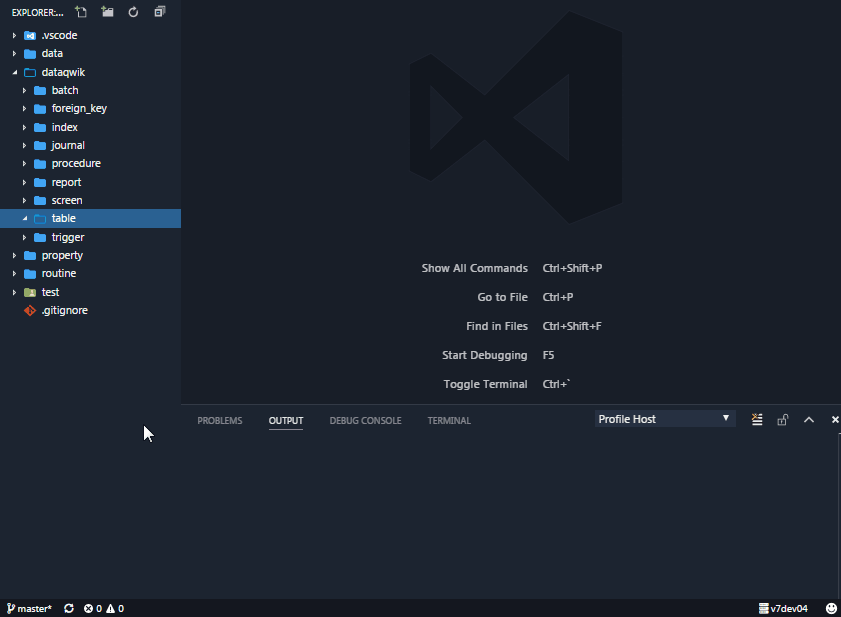 EXPLORER:...
.vscode
data
dataqwik
batch
foreign_key
index
journal
procedure
report
screen
table
trigger
property
routine
test
.gitignore
Show All Commands Ctrl+Shift+P
Go to File Ctrl+P
Find in Files Ctrl+Shift+F
Start Debugging F5
Toggle Terminal Ctrl+`
PROBLEMS OUTPUT DEBUG CONSOLE TERMINAL Profile Host
master* 0 0 v7dev04